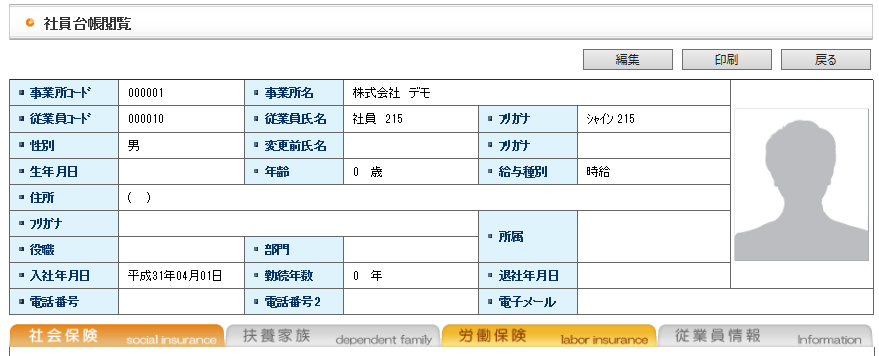 社員台帳閲覧
編集 印刷 戻る
事業所ｺｰﾄﾞ 000001 事業所名 株式会社 デモ
従業員ｺｰﾄﾞ 000010 従業員氏名 社員 215 ﾌﾘｶﾞﾅ ｼｬｲﾝ 215
性別 男 変更前氏名 ﾌﾘｶﾞﾅ
生年月日 年齢 0 歳 給与種別 時給
住所 ( )
ﾌﾘｶﾞﾅ 所属
役職 部門
入社年月日 平成31年04月01日 勤続年数 0 年 退社年月日
電話番号 電話番号2 電子メール
社会保険 social insurance 扶養家族 dependent family 労働保険 labor insurance 従業員情報 Information